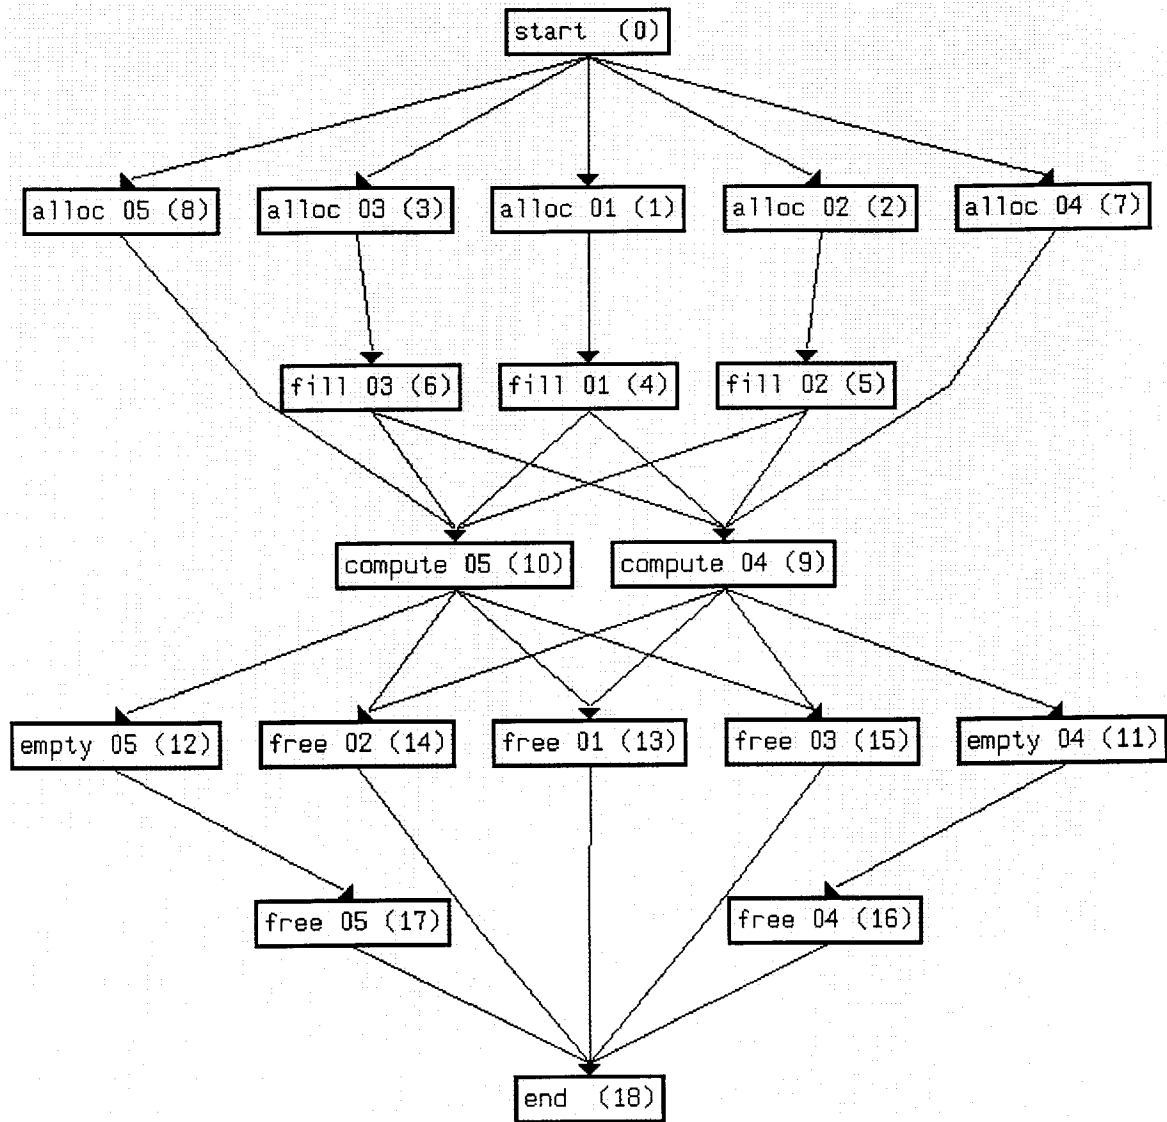 start (0)
alloc 05 (8)
alloc 03 (3)
alloc 01 (1)
alloc 02 (2)
alloc 04 (7)
fill 03 (6)
fill 01 (4)
fill 02 (5)
compute 05 (10)
compute 04 (9)
empty 05 (12)
free 02 (14)
free 01 (13)
free 03 (15)
empty 04 (11)
free 05 (17)
free 04 (16)
end (18)